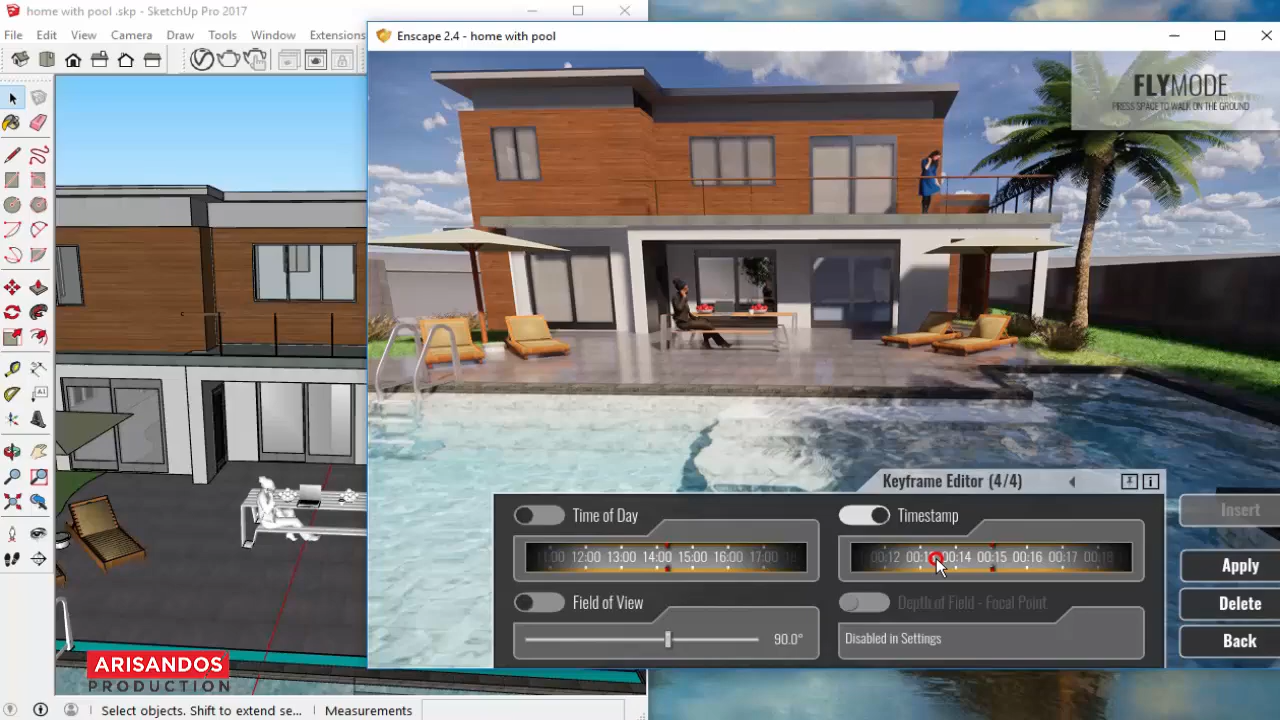 home with pool .skp - SketchUp Pro 2017
File Edit View Camera Draw Tools Window Extensions
Enscape 2.4 - home with pool
FLYMODE
PRESS SPACE TO WALK ON THE GROUND
Keyframe Editor (4/4)
Time of Day
12:00 13:00 14:00 15:00 16:00 17:00
Timestamp
00:12 00:14 00:15 00:16 00:17 00:18
Insert
Apply
Delete
Back
Field of View
90.0°
Depth of Field - Focal Point
Disabled in Settings
ARISANDOS
PRODUCTION
Select objects. Shift to extend se...
Measurements